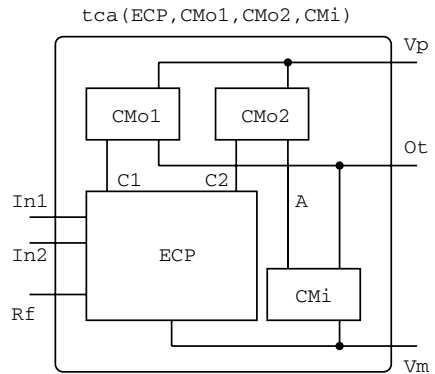 tca(ECP,CMo1,CMo2,CMi)
Vp
CMo1
CMo2
Ot
C1
C2
In1
A
In2
ECP
CMi
Rf
Vm